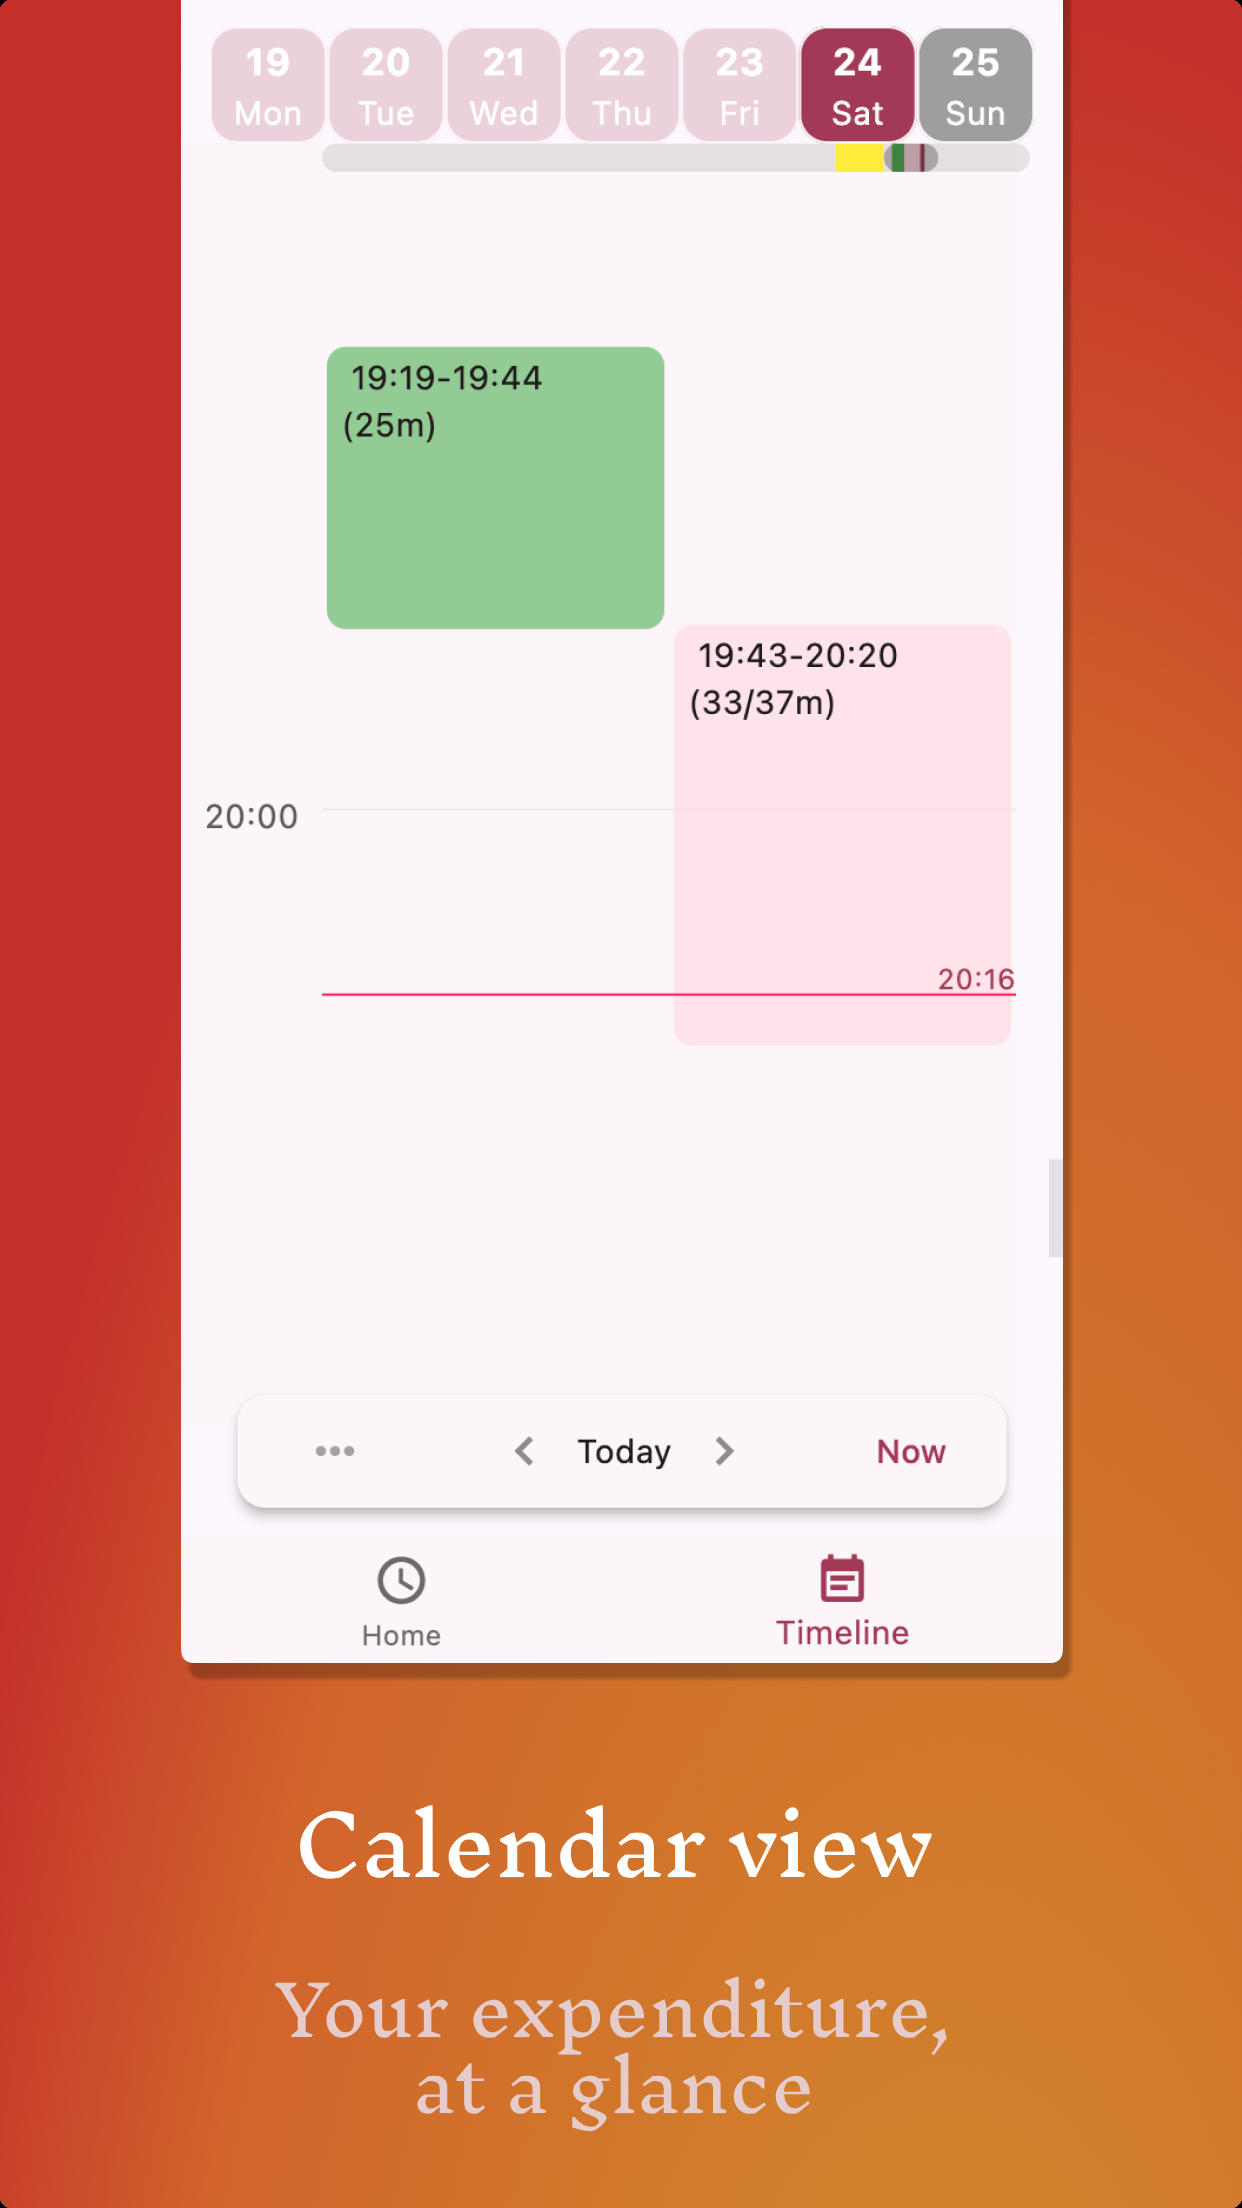 19 20 21 22 23 24 25
Mon Tue Wed Thu Fri Sat Sun
19:19-19:44
(25m)
19:43-20:20
(33/37m)
20:00
20:16
Today Now
Home Timeline
Calendar view
Your expenditure,
at a glance